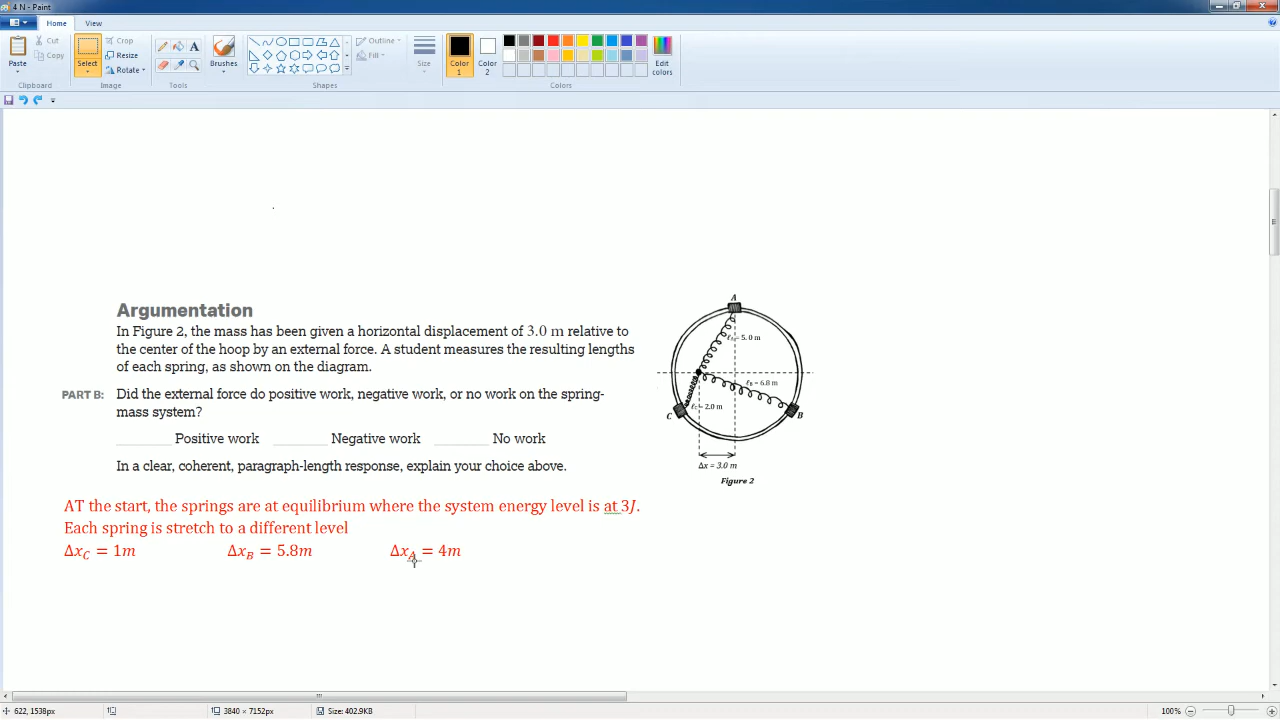 4 N - Paint
Home
View
Paste
Cut
Copy
Clipboard
Select
Crop
Resize
Rotate
Image
A
Tools
Brushes
Outline
Fill
Shapes
Size
Color 1
Color 2
Edit colors
Colors
Argumentation
In Figure 2, the mass has been given a horizontal displacement of 3.0 m relative to
the center of the hoop by an external force. A student measures the resulting lengths
of each spring, as shown on the diagram.
PART B: Did the external force do positive work, negative work, or no work on the spring-
mass system?
______ Positive work ______ Negative work ______ No work
In a clear, coherent, paragraph-length response, explain your choice above.
AT the start, the springs are at equilibrium where the system energy level is at 3J.
Each spring is stretch to a different level
Δx_C = 1m Δx_B = 5.8m Δx_A = 4m
A
ℓ_A = 5.0 m
ℓ_B = 6.8 m
ℓ_C = 2.0 m
C
B
Δx = 3.0 m
Figure 2
622, 1538px
3840 × 7152px
Size: 402.9KB
100%